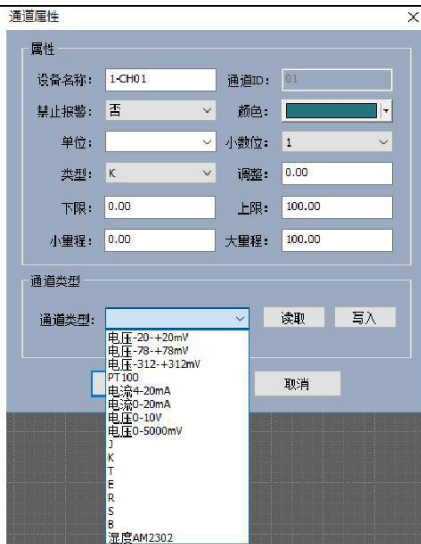 通道属性
属性
设备名称: 1-CH01 通道ID: 01
禁止报警: 否 颜色:
单位: 小数位: 1
类型: K 调整: 0.00
下限: 0.00 上限: 100.00
小量程: 0.00 大量程: 100.00
通道类型
通道类型: 读取 写入
电压-20-+20mV
电压-78-+78mV
电压-312-+312mV
PT100
取消
电流4-20mA
电流0-20mA
电压0-10V
电压0-5000mV
J
K
T
E
R
S
B
湿度AM2302